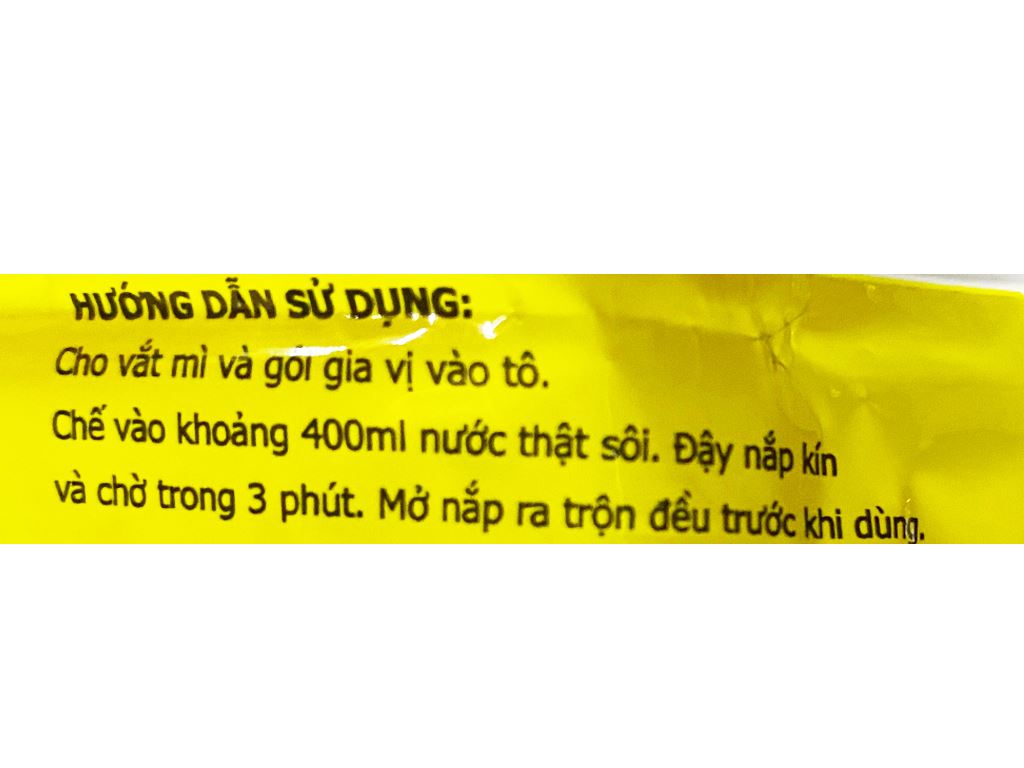 HƯỚNG DẪN SỬ DỤNG:
Cho vắt mì và gói gia vị vào tô.
Chế vào khoảng 400ml nước thật sôi. Đậy nắp kín
và chờ trong 3 phút. Mở nắp ra trộn đều trước khi dùng.